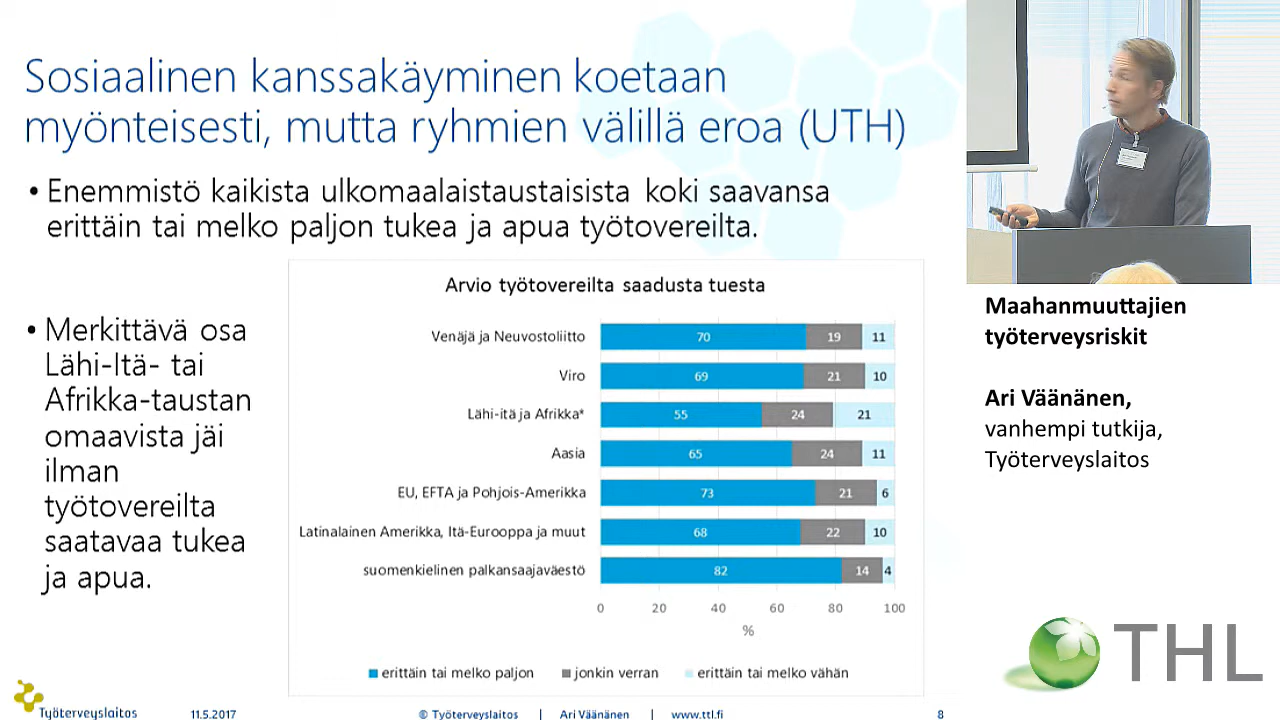 Sosiaalinen kanssakäyminen koetaan
myönteisesti, mutta ryhmien välillä eroa (UTH)
• Enemmistö kaikista ulkomaalaistaustaisista koki saavansa
erittäin tai melko paljon tukea ja apua työtovereilta.
• Merkittävä osa
Lähi-Itä- tai
Afrikka-taustan
omaavista jäi
ilman
työtovereilta
saatavaa tukea
ja apua.
Arvio työtovereilta saadusta tuesta
Venäjä ja Neuvostoliitto 70 19 11
Viro 69 21 10
Lähi-itä ja Afrikka* 55 24 21
Aasia 65 24 11
EU, EFTA ja Pohjois-Amerikka 73 21 6
Latinalainen Amerikka, Itä-Eurooppa ja muut 68 22 10
suomenkielinen palkansaajaväestö 82 14 4
0 20 40 60 80 100
%
erittäin tai melko paljon jonkin verran erittäin tai melko vähän
Työterveyslaitos 11.5.2017 © Työterveyslaitos | Ari Väänänen | www.ttl.fi 8
Maahanmuuttajien
työterveysriskit
Ari Väänänen,
vanhempi tutkija,
Työterveyslaitos
THL